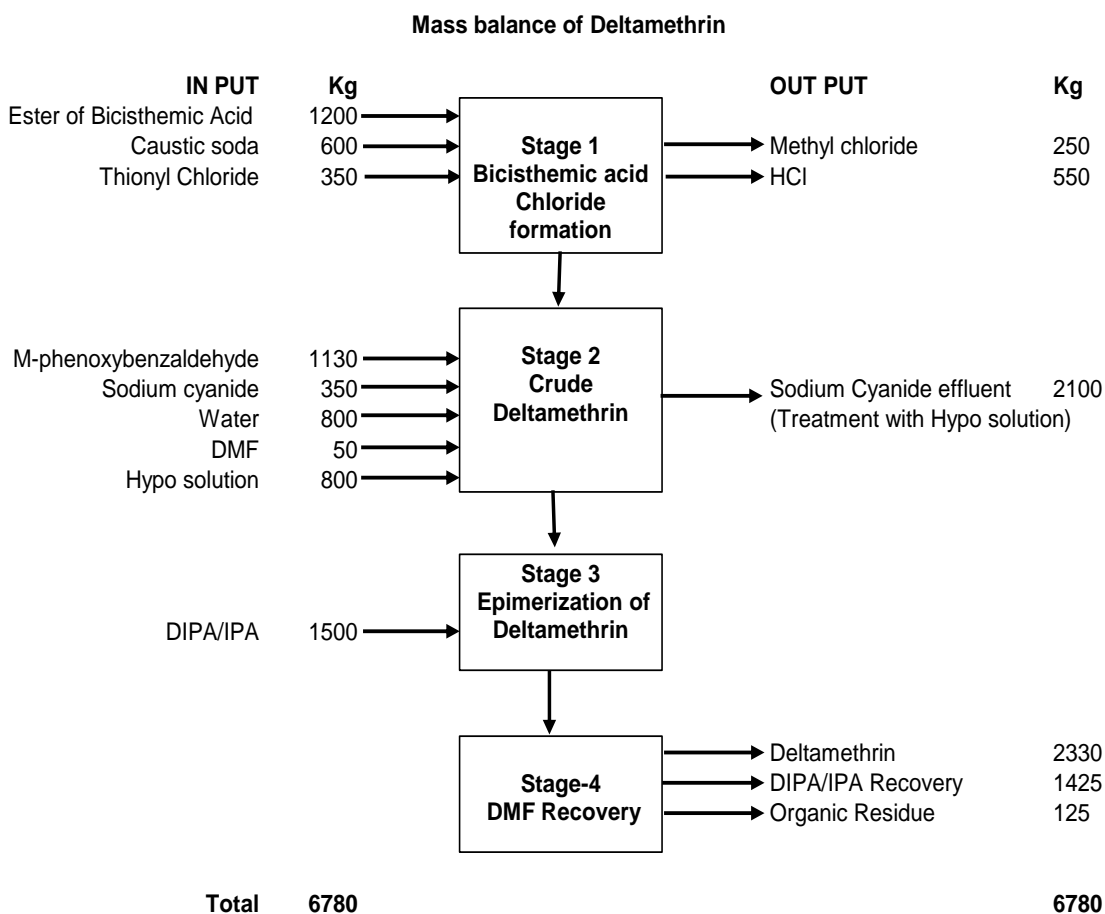 Mass balance of Deltamethrin
IN PUT Kg OUT PUT Kg
Ester of Bicisthemic Acid 1200
Caustic soda 600
Thionyl Chloride 350
Stage 1
Bicisthemic acid
Chloride
formation
Methyl chloride 250
HCl 550
M-phenoxybenzaldehyde 1130
Sodium cyanide 350
Water 800
DMF 50
Hypo solution 800
Stage 2
Crude
Deltamethrin
Sodium Cyanide effluent 2100
(Treatment with Hypo solution)
DIPA/IPA 1500
Stage 3
Epimerization of
Deltamethrin
Stage-4
DMF Recovery
Deltamethrin 2330
DIPA/IPA Recovery 1425
Organic Residue 125
Total 6780 6780